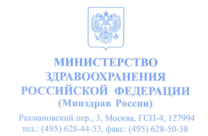 МИНИСТЕРСТВО
ЗДРАВООХРАНЕНИЯ
РОССИЙСКОЙ ФЕДЕРАЦИИ
(Минздрав России)
Рахмановский пер., 3, Москва, ГСП-4, 127994
тел.: (495) 628-44-53, факс: (495) 628-50-58